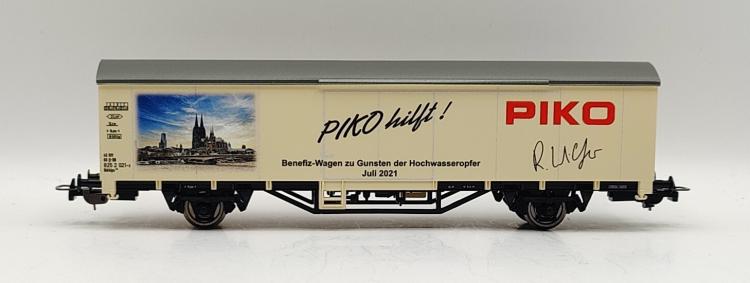 PIKO hilft!
Benefiz-Wagen zu Gunsten der Hochwasseropfer
Juli 2021
PIKO